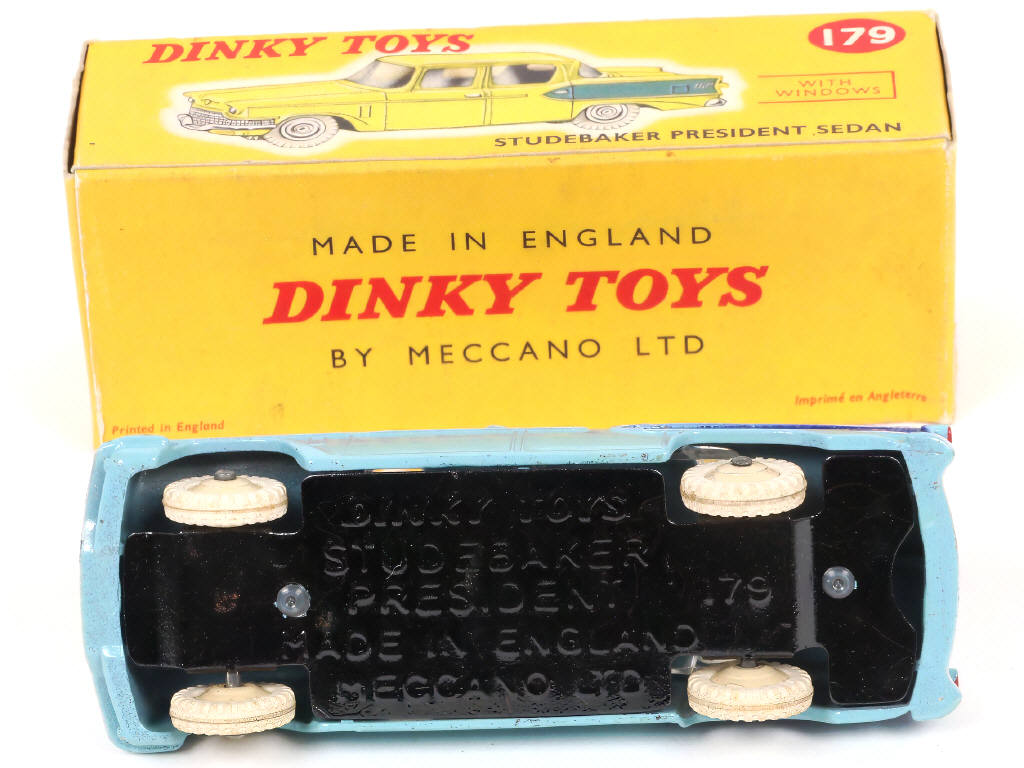 DINKY TOYS
179
WITH
WINDOWS
STUDEBAKER PRESIDENT SEDAN
MADE IN ENGLAND
DINKY TOYS
BY MECCANO LTD
Printed in England
Imprimé en Angleterre
DINKY TOYS
STUDEBAKER
PRESIDENT 179
MADE IN ENGLAND
MECCANO LTD